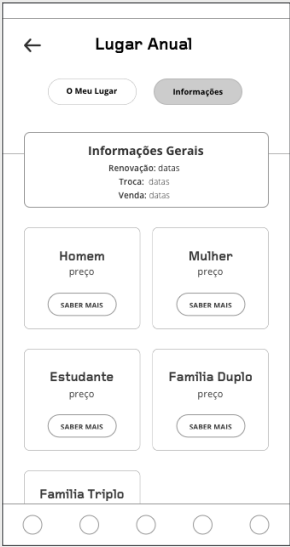 Lugar Anual
O Meu Lugar
Informações
Informações Gerais
Renovação: datas
Troca: datas
Venda: datas
Homem
preço
SABER MAIS
Mulher
preço
SABER MAIS
Estudante
preço
SABER MAIS
Família Duplo
preço
SABER MAIS
Família Triplo